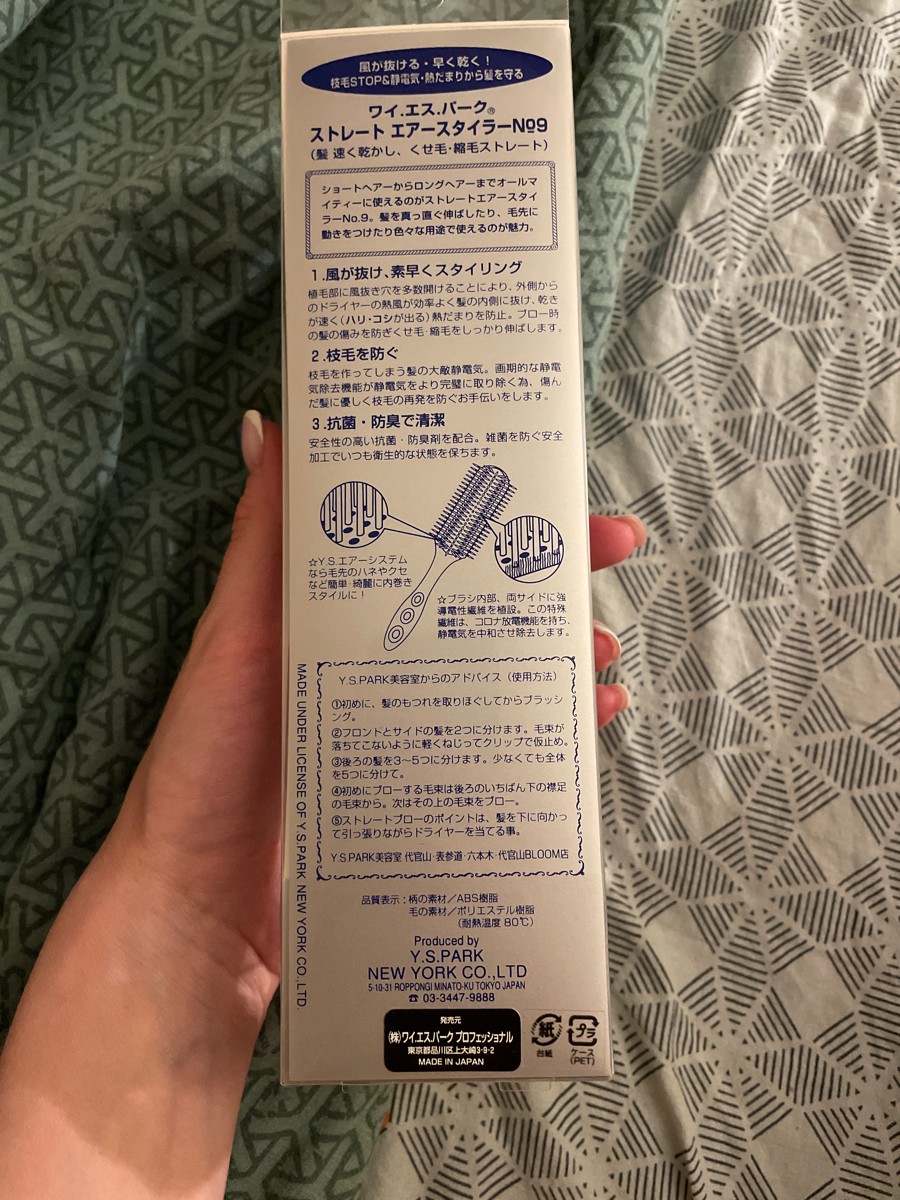 風が抜ける・早く乾く！
枝毛STOP&静電気・熱だまりから髪を守る
ワイ.エス.パーク®
ストレート エアースタイラーNo9
（髪 速く乾かし、くせ毛・縮毛ストレート）
ショートヘアーからロングヘアーまでオールマ
イティーに使えるのがストレートエアースタイ
ラーNo.9。髪を真っ直ぐ伸ばしたり、毛先に
動きをつけたり色々な用途で使えるのが魅力。
1.風が抜け、素早くスタイリング
植毛部に風抜き穴を多数開けることにより、外側から
のドライヤーの熱風が効率よく髪の内側に抜け、乾き
が速く（ハリ・コシが出る）熱だまりを防止。ブロー時
の髪の傷みを防ぎくせ毛・縮毛をしっかり伸ばします。
2.枝毛を防ぐ
枝毛を作ってしまう髪の大敵静電気。画期的な静電
気除去機能が静電気をより完璧に取り除く為、傷ん
だ髪に優しく枝毛の再発を防ぐお手伝いをします。
3.抗菌・防臭で清潔
安全性の高い抗菌・防臭剤を配合。雑菌を防ぐ安全
加工でいつも衛生的な状態を保ちます。
☆Y.S.エアーシステム
なら毛先のハネやクセ
など簡単・綺麗に内巻き
スタイルに！
☆ブラシ内部、両サイドに強
導電性繊維を植設。この特殊
繊維は、コロナ放電機能を持ち、
静電気を中和させ除去します。
Y.S.PARK美容室からのアドバイス（使用方法）
①初めに、髪のもつれを取りほぐしてからブラッシ
ング。
②フロンドとサイドの髪を2つに分けます。毛束が
落ちてこないように軽くねじってクリップで仮止め。
③後ろの髪を3〜5つに分けます。少なくても全体
を5つに分けて。
④初めにブローする毛束は後ろのいちばん下の襟足
の毛束から。次はその上の毛束をブロー。
⑤ストレートブローのポイントは、髪を下に向かっ
て引っ張りながらドライヤーを当てる事。
Y.S.PARK美容室 代官山・表参道・六本木・代官山BLOOM店
MADE UNDER LICENSE OF Y.S.PARK NEW YORK CO.,LTD.
品質表示：柄の素材／ABS樹脂
毛の素材／ポリエステル樹脂
（耐熱温度 80℃）
Produced by
Y.S.PARK
NEW YORK CO.,LTD
5-10-31 ROPPONGI MINATO-KU TOKYO JAPAN
☎ 03-3447-9888
発売元
㈱ワイ.エス.パーク プロフェッショナル
東京都品川区上大崎3-9-2
MADE IN JAPAN
紙
台紙
プラ
ケース
(PET)